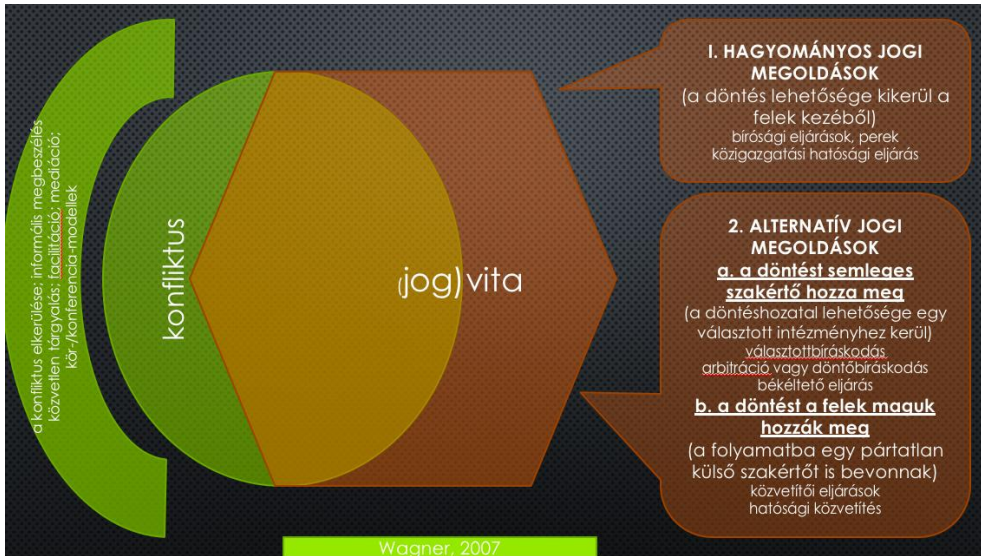 a konfliktus elkerülése; informális megbeszélés
közvetlen tárgyalás; facilitáció; mediáció;
kör-/konferencia-modellek
konfliktus
(jog)vita
I. HAGYOMÁNYOS JOGI
MEGOLDÁSOK
(a döntés lehetősége kikerül a
felek kezéből)
bírósági eljárások, perek
közigazgatási hatósági eljárás
2. ALTERNATÍV JOGI
MEGOLDÁSOK
a. a döntést semleges
szakértő hozza meg
(a döntéshozatal lehetősége egy
választott intézményhez kerül)
választottbíráskodás
arbitráció vagy döntőbíráskodás
békéltető eljárás
b. a döntést a felek maguk
hozzák meg
(a folyamatba egy pártatlan
külső szakértőt is bevonnak)
közvetítői eljárások
hatósági közvetítés
Wagner, 2007